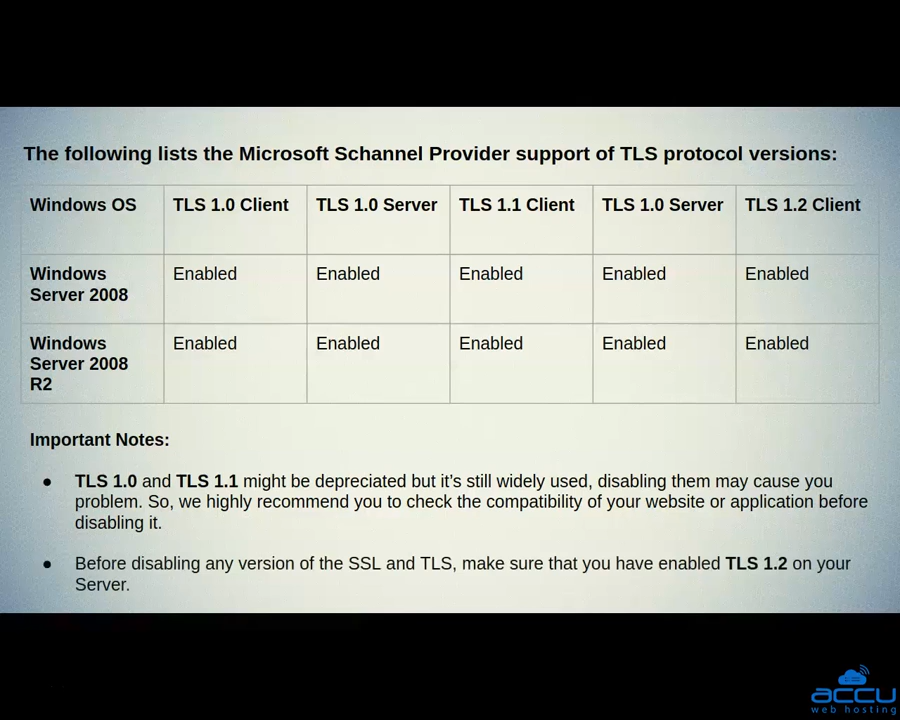 The following lists the Microsoft Schannel Provider support of TLS protocol versions:
Windows OS TLS 1.0 Client TLS 1.0 Server TLS 1.1 Client TLS 1.0 Server TLS 1.2 Client
Windows Enabled Enabled Enabled Enabled Enabled
Server 2008
Windows Enabled Enabled Enabled Enabled Enabled
Server 2008
R2
Important Notes:
● TLS 1.0 and TLS 1.1 might be depreciated but it’s still widely used, disabling them may cause you
problem. So, we highly recommend you to check the compatibility of your website or application before
disabling it.
● Before disabling any version of the SSL and TLS, make sure that you have enabled TLS 1.2 on your
Server.
accu
web hosting